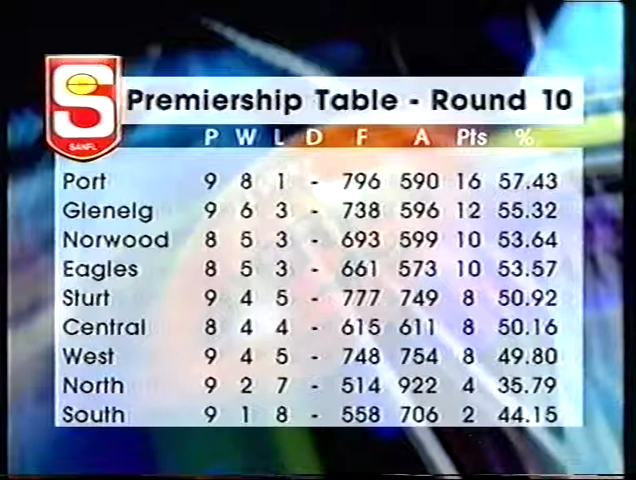 S
SANFL
Premiership Table - Round 10
P W L D F A Pts %
Port 9 8 1 - 796 590 16 57.43
Glenelg 9 6 3 - 738 596 12 55.32
Norwood 8 5 3 - 693 599 10 53.64
Eagles 8 5 3 - 661 573 10 53.57
Sturt 9 4 5 - 777 749 8 50.92
Central 8 4 4 - 615 611 8 50.16
West 9 4 5 - 748 754 8 49.80
North 9 2 7 - 514 922 4 35.79
South 9 1 8 - 558 706 2 44.15